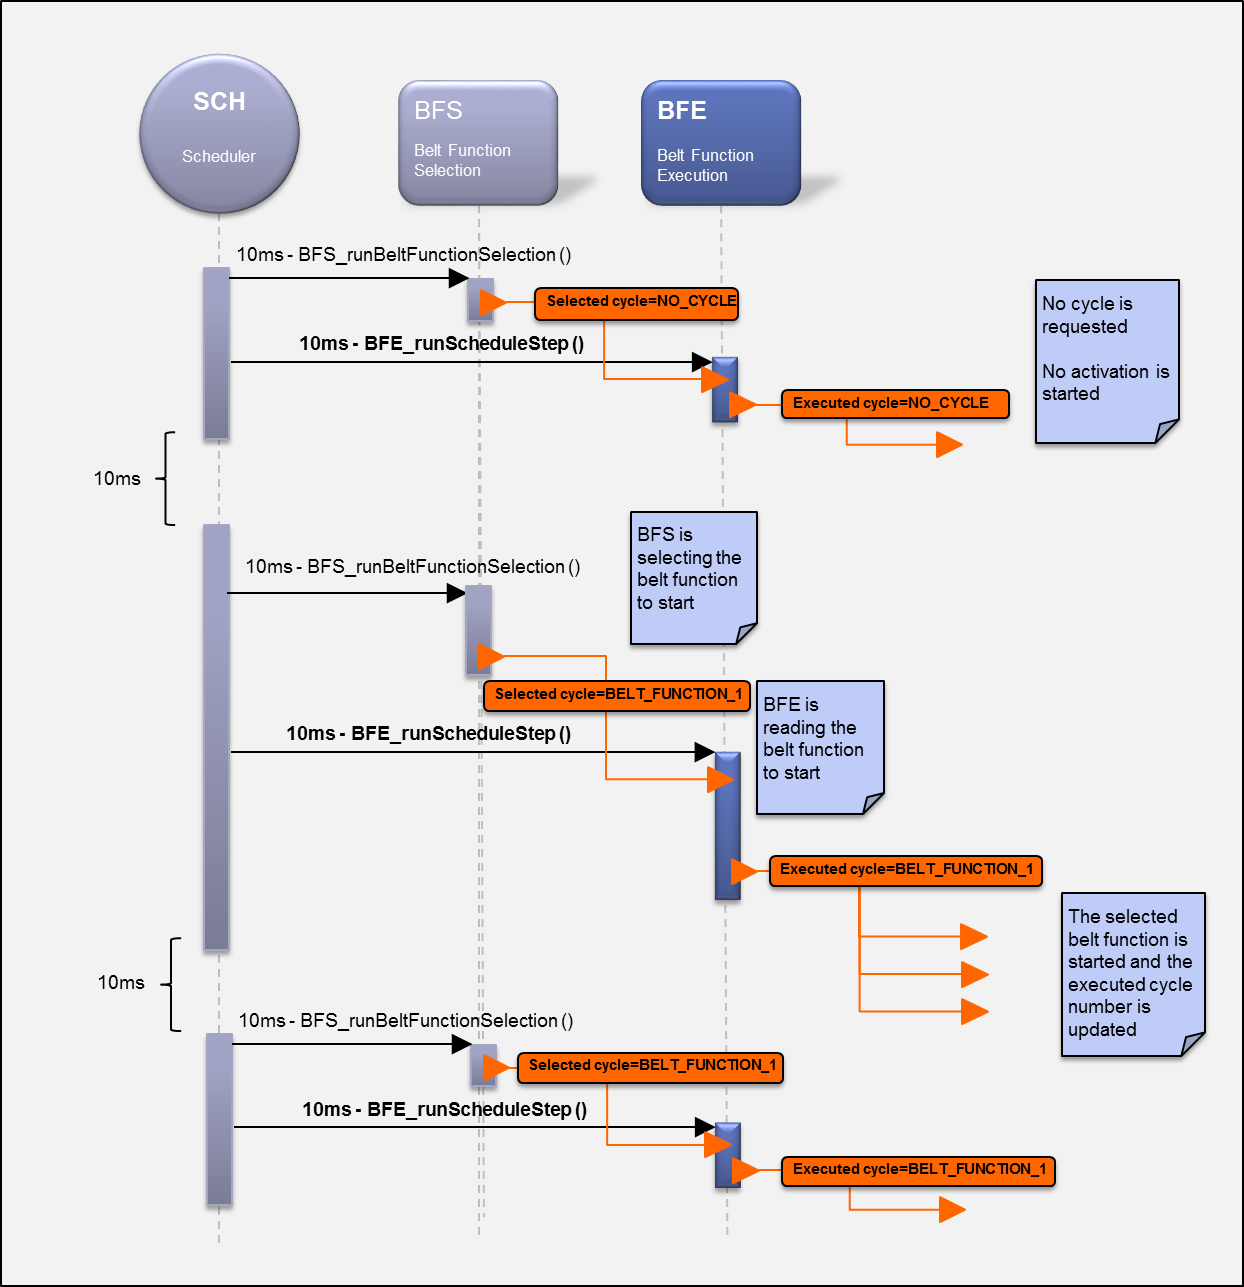 SCH
Scheduler
BFS
Belt Function
Selection
BFE
Belt Function
Execution
10ms - BFS_runBeltFunctionSelection ()
Selected cycle=NO_CYCLE
10ms - BFE_runScheduleStep ()
Executed cycle=NO_CYCLE
No cycle is
requested
No activation is
started
10ms
BFS is
selecting the
belt function
to start
10ms - BFS_runBeltFunctionSelection ()
Selected cycle=BELT_FUNCTION_1
10ms - BFE_runScheduleStep ()
BFE is
reading the
belt function
to start
Executed cycle=BELT_FUNCTION_1
The selected
belt function is
started and the
executed cycle
number is
updated
10ms
10ms - BFS_runBeltFunctionSelection ()
Selected cycle=BELT_FUNCTION_1
10ms - BFE_runScheduleStep ()
Executed cycle=BELT_FUNCTION_1